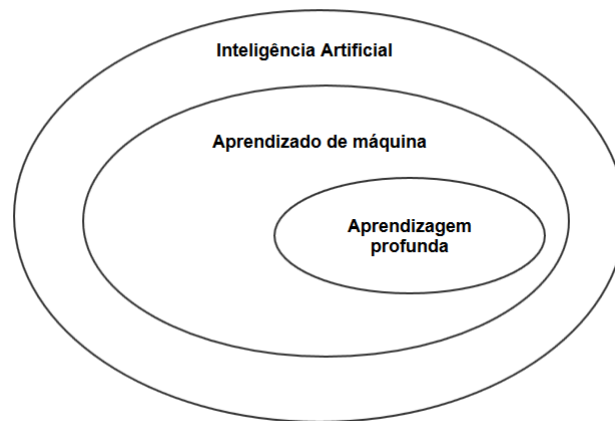 Inteligência Artificial
Aprendizado de máquina
Aprendizagem
profunda